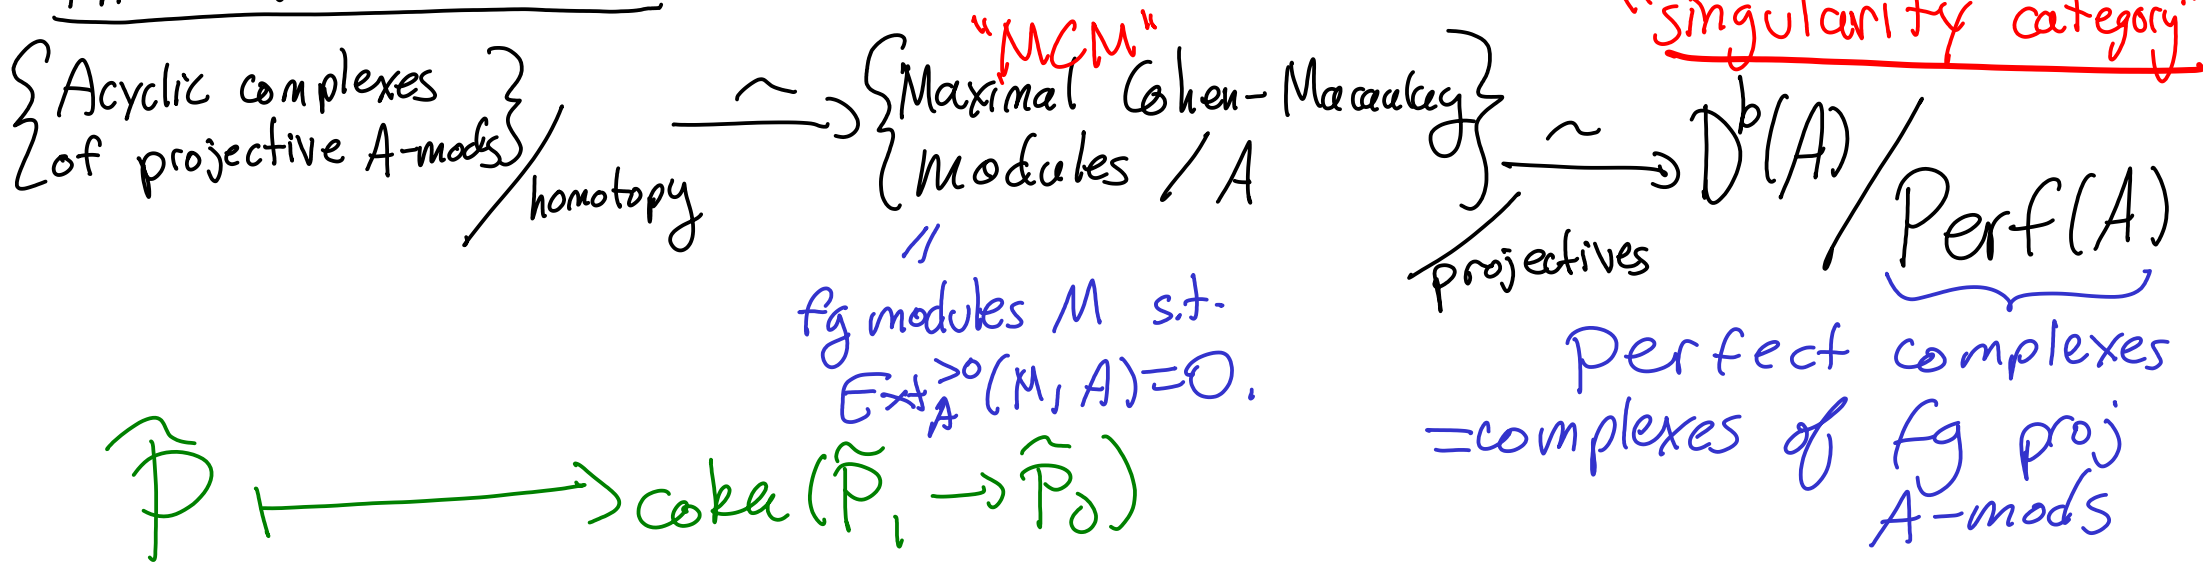 "MCM" "singularity category"
{Acyclic complexes of projective A-mods}/homotopy ⥲ {Maximal Cohen-Macaulay modules / A}/projectives ⥲ D^b(A)/Perf(A)
=
fg modules M s.t.
Ext_A^{>0}(M, A)=0.
perfect complexes
=complexes of fg proj
A-mods
P̃ ↦ coker(P̃_1 → P̃_0)